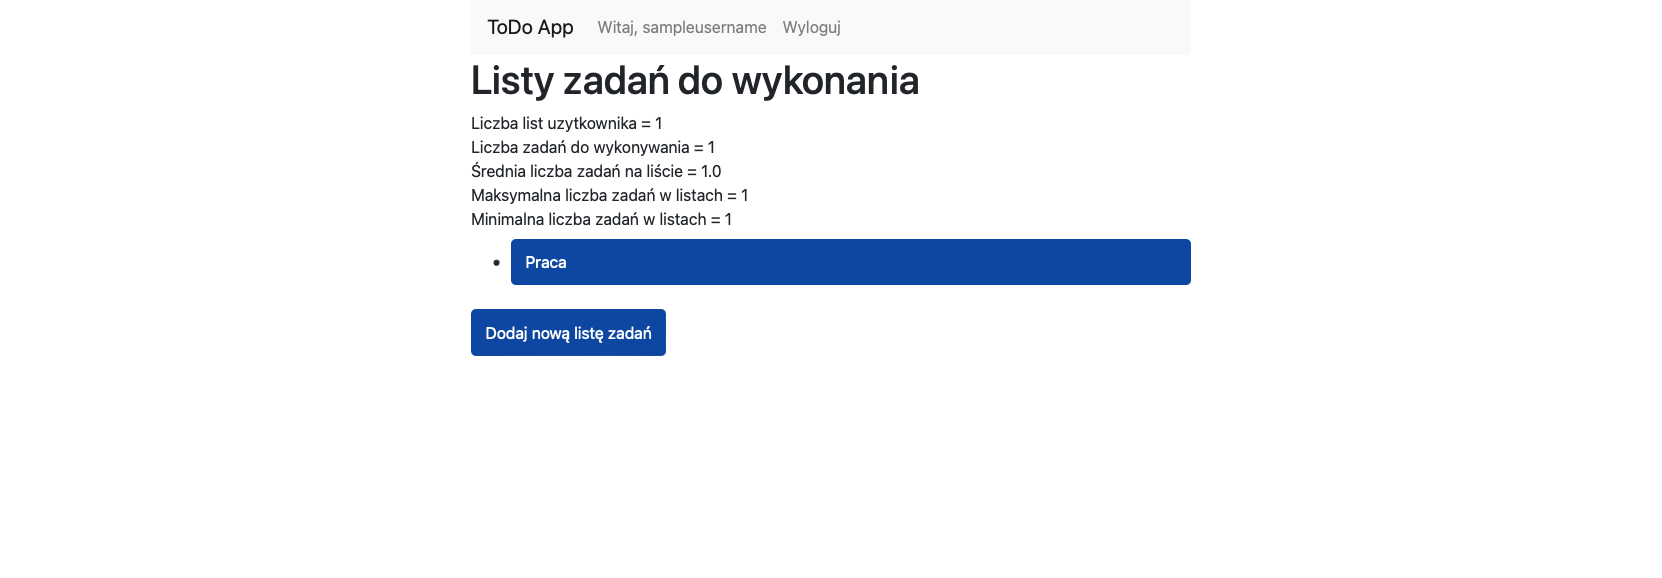 ToDo App Witaj, sampleusername Wyloguj
Listy zadań do wykonania
Liczba list uzytkownika = 1
Liczba zadań do wykonywania = 1
Średnia liczba zadań na liście = 1.0
Maksymalna liczba zadań w listach = 1
Minimalna liczba zadań w listach = 1
Praca
Dodaj nową listę zadań